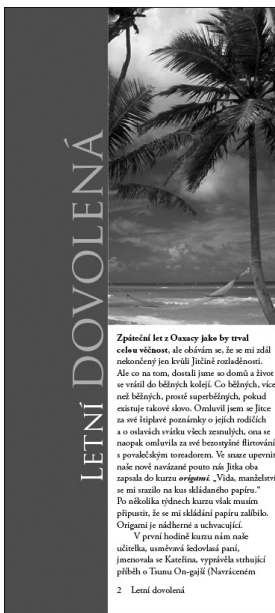 LETNÍ DOVOLENÁ
Zpáteční let z Oaxacy jako by trval
celou věčnost, ale obávám se, že se mi zdál
nekončený jen kvůli Jitčině rozladěnosti.
Ale co na tom, dostali jsme so domů a život
se vrátil do běžných kolejí. Co běžných, více
než běžných, prostě superběžných, pokud
existuje takové slovo. Omluvil jsem se Jitce
za své štiplavé poznámky o jejích rodičích
a o oslavách svátku všech zesnulých, ona se
naopak omluvila za své bezostyšné flirtování
s povalečským toreadorem. Ve snaze upevnit
naše nově navázané pouto nás Jitka oba
zapsala do kurzu origami. „Vida, manželství
se mi srazilo na kus skládaného papíru.“
Po několika týdnech kurzu však musím
připustit, že se mi skládání papíru zalíbilo.
Origami je nádherné a uchvacující.
V první hodině kurzu nám naše
učitelka, usměvavá šedovlasá paní,
jmenovala se Kateřina, vyprávěla strhující
příběh o Tsunu On-gajší (Navráceném
2 Letní dovolená